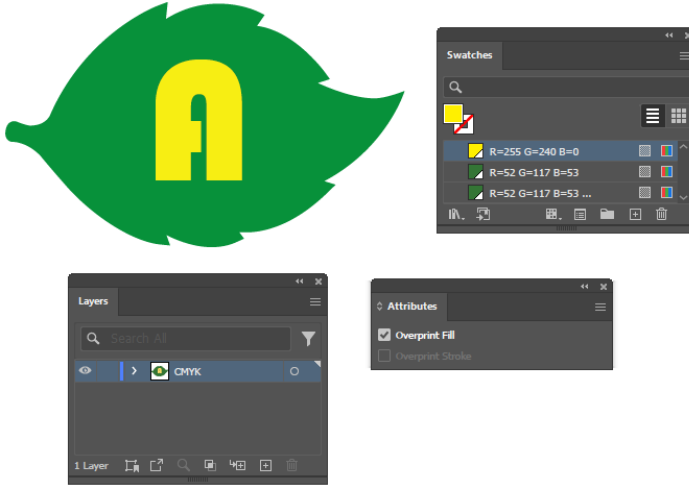 A
Swatches
R=255 G=240 B=0
R=52 G=117 B=53
R=52 G=117 B=53 ...
Layers
Search All
CMYK
1 Layer
Attributes
Overprint Fill
Overprint Stroke